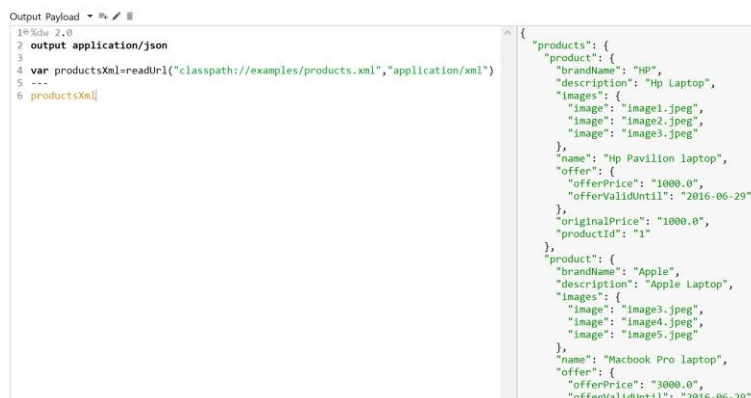 Output Payload
1 %dw 2.0
2 output application/json
3
4 var productsXml=readUrl("classpath://examples/products.xml","application/xml")
5 ---
6 productsXml
{
"products": {
"product": {
"brandName": "HP",
"description": "Hp Laptop",
"images": {
"image": "image1.jpeg",
"image": "image2.jpeg",
"image": "image3.jpeg"
},
"name": "Hp Pavilion laptop",
"offer": {
"offerPrice": "1000.0",
"offerValidUntil": "2016-06-29"
},
"originalPrice": "1000.0",
"productId": "1"
},
"product": {
"brandName": "Apple",
"description": "Apple Laptop",
"images": {
"image": "image3.jpeg",
"image": "image4.jpeg",
"image": "image5.jpeg"
},
"name": "Macbook Pro laptop",
"offer": {
"offerPrice": "3000.0",
"offerValidUntil": "2016-06-29"